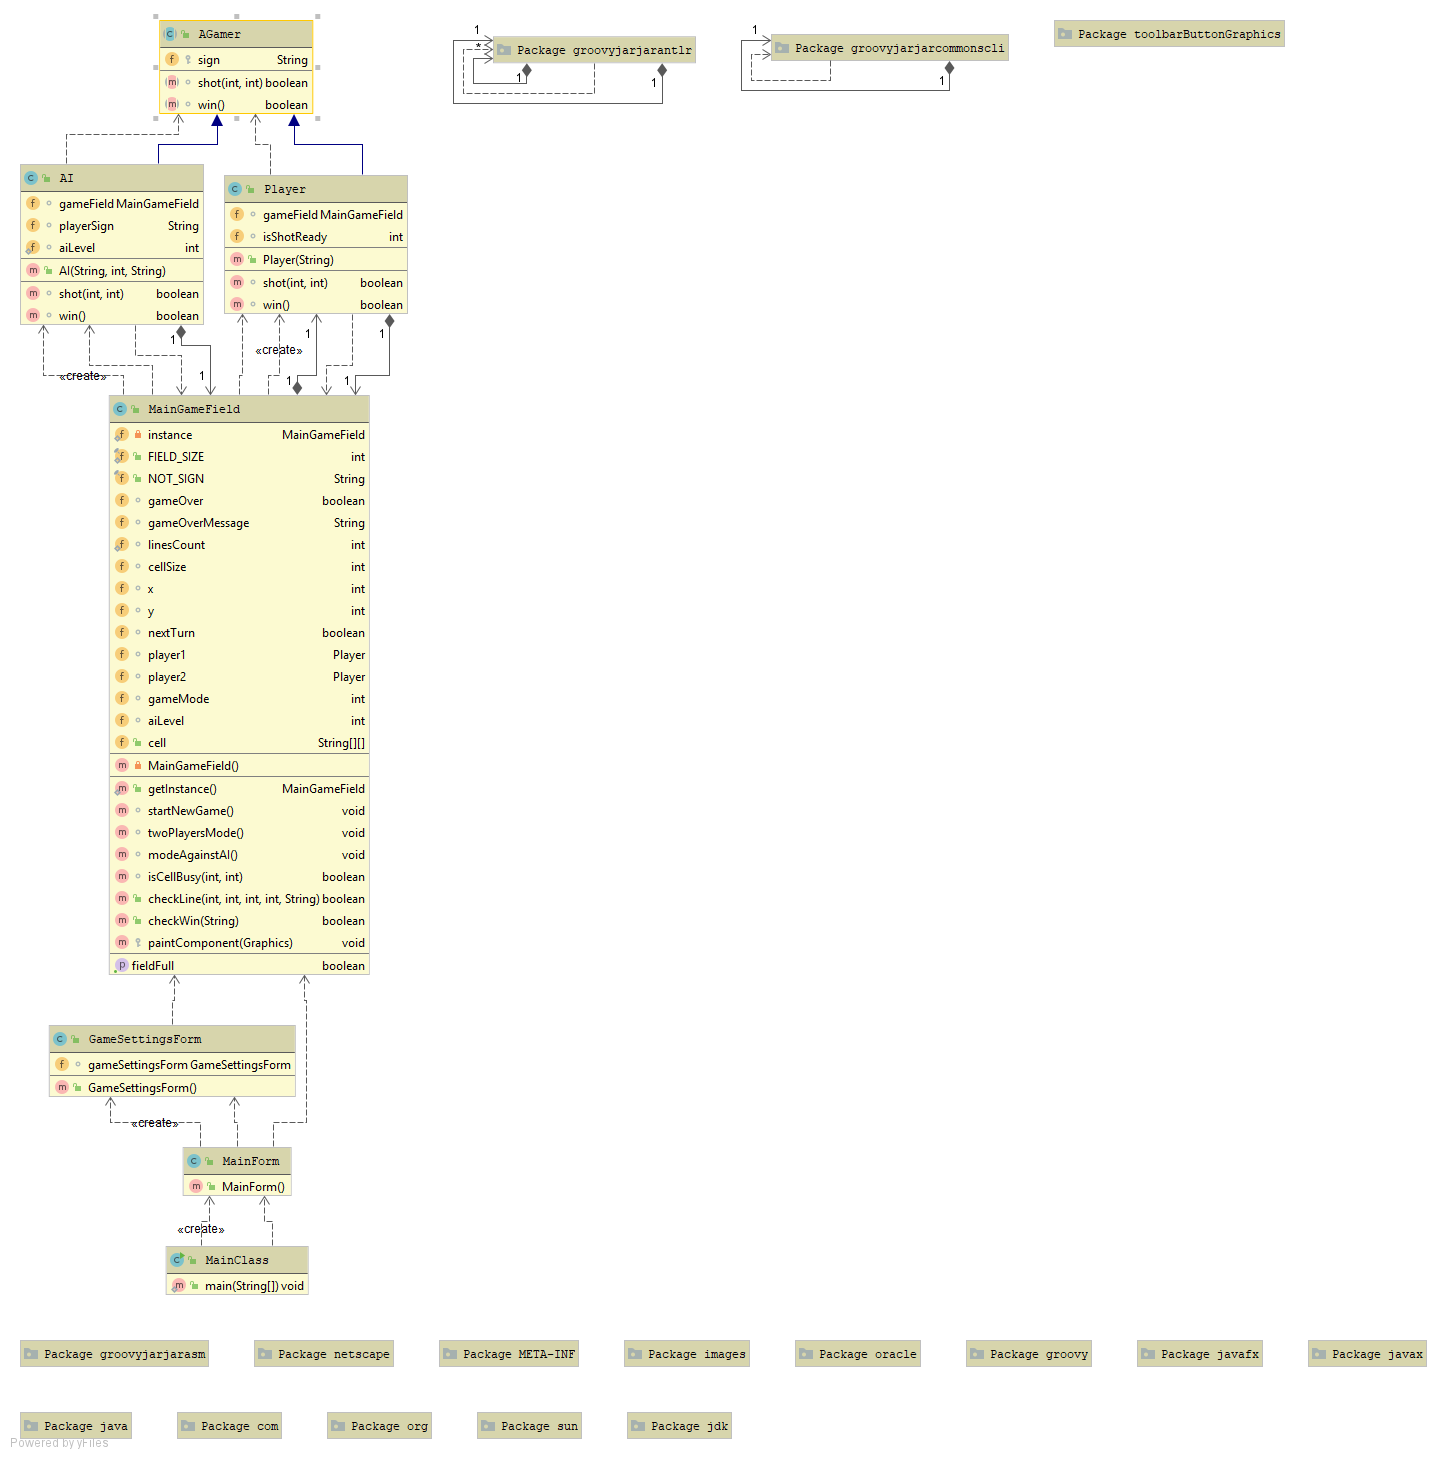 AGamer
sign String
shot(int, int) boolean
win() boolean
1
*
1
1
Package groovyjarjarantlr
1
1
Package groovyjarjarcommonscli
Package toolbarButtonGraphics
AI
gameField MainGameField
playerSign String
aiLevel int
AI(String, int, String)
shot(int, int) boolean
win() boolean
Player
gameField MainGameField
isShotReady int
Player(String)
shot(int, int) boolean
win() boolean
1
1
1
1
1
1
«create»
«create»
MainGameField
instance MainGameField
FIELD_SIZE int
NOT_SIGN String
gameOver boolean
gameOverMessage String
linesCount int
cellSize int
x int
y int
nextTurn boolean
player1 Player
player2 Player
gameMode int
aiLevel int
cell String[][]
MainGameField()
getInstance() MainGameField
startNewGame() void
twoPlayersMode() void
modeAgainstAI() void
isCellBusy(int, int) boolean
checkLine(int, int, int, int, String) boolean
checkWin(String) boolean
paintComponent(Graphics) void
fieldFull boolean
GameSettingsForm
gameSettingsForm GameSettingsForm
GameSettingsForm()
«create»
MainForm
MainForm()
«create»
MainClass
main(String[]) void
Package groovyjarjarasm
Package netscape
Package META-INF
Package images
Package oracle
Package groovy
Package javafx
Package javax
Package java
Package com
Package org
Package sun
Package jdk
Powered by yFiles